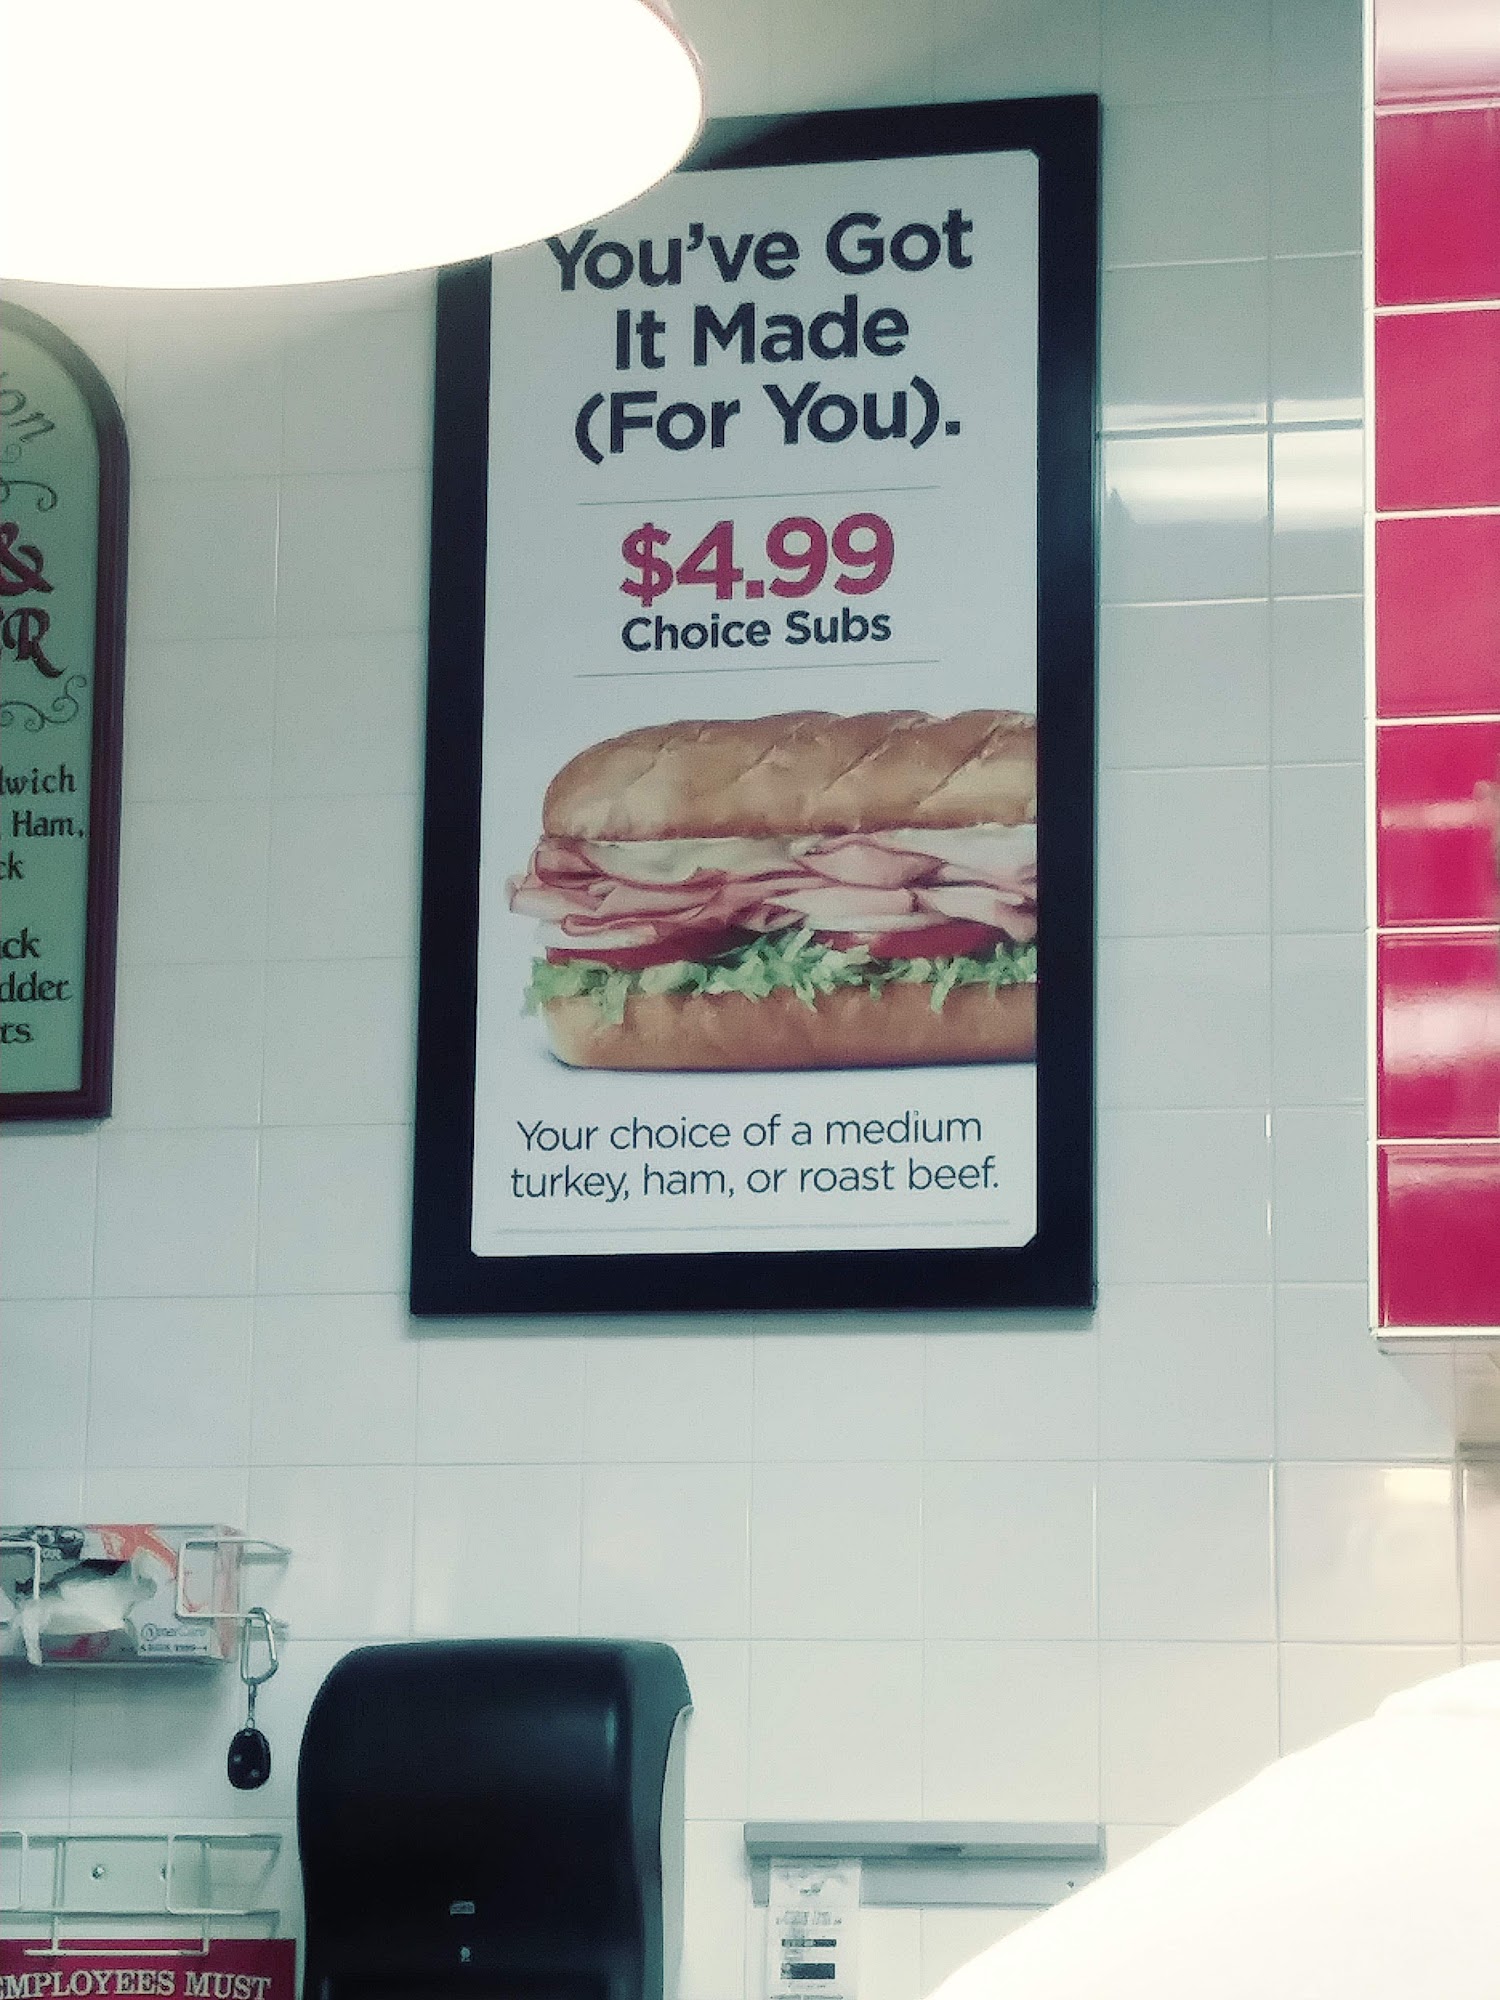 You've Got
It Made
(For You).
$4.99
Choice Subs
Your choice of a medium
turkey, ham, or roast beef.
&
Ham,
EMPLOYEES MUST